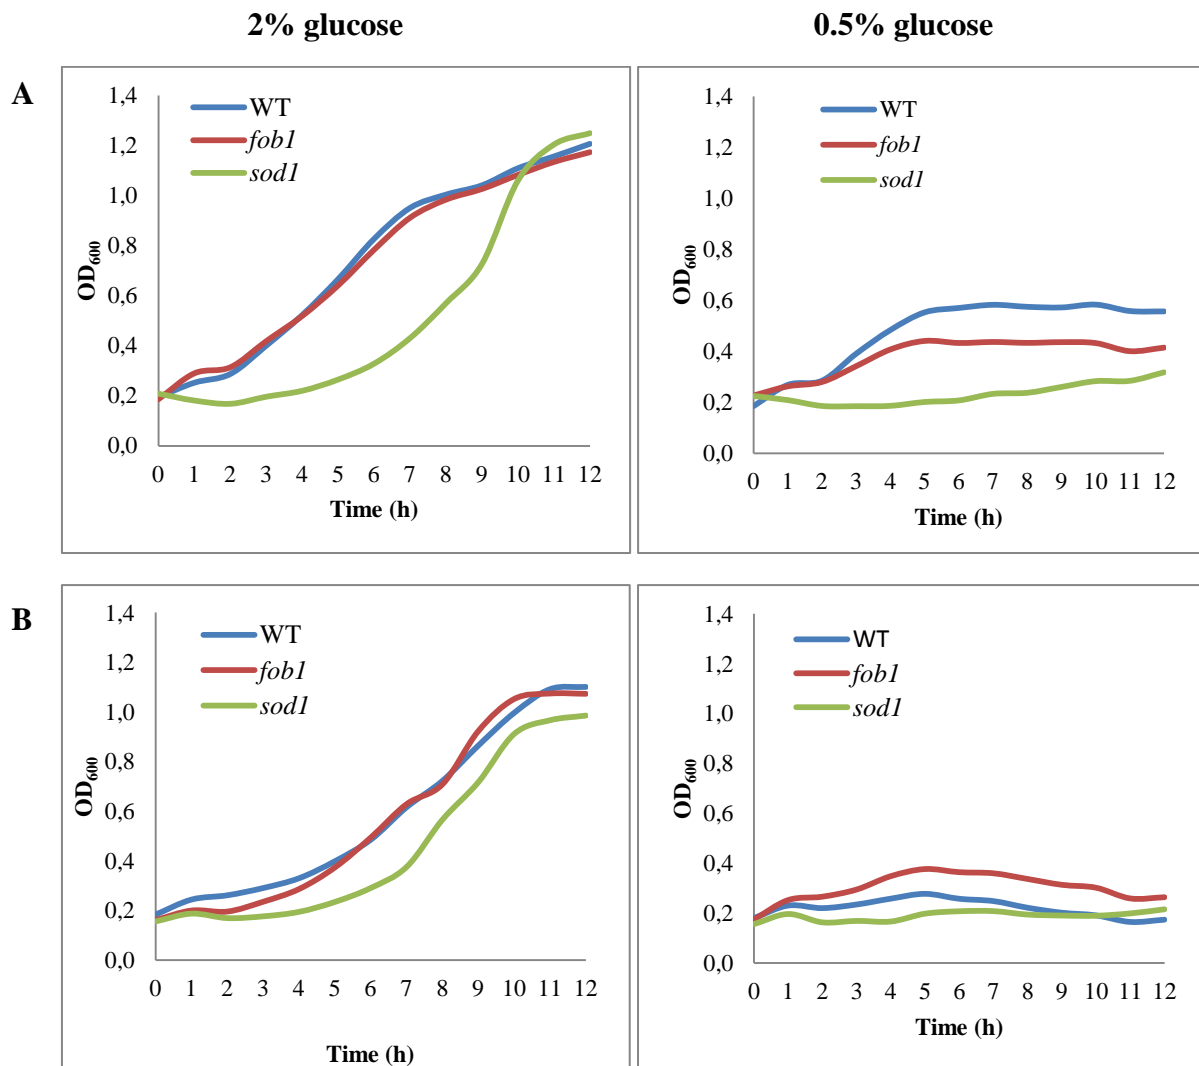 2% glucose
0.5% glucose
A
1,4
1,2
1,0
0,8
0,6
0,4
0,2
0,0
OD600
WT
fob1
sod1
0 1 2 3 4 5 6 7 8 9 10 11 12
Time (h)
1,4
1,2
1,0
0,8
0,6
0,4
0,2
0,0
OD600
WT
fob1
sod1
0 1 2 3 4 5 6 7 8 9 10 11 12
Time (h)
B
1,4
1,2
1,0
0,8
0,6
0,4
0,2
0,0
OD600
WT
fob1
sod1
0 1 2 3 4 5 6 7 8 9 10 11 12
Time (h)
1,4
1,2
1,0
0,8
0,6
0,4
0,2
0,0
OD600
WT
fob1
sod1
0 1 2 3 4 5 6 7 8 9 10 11 12
Time (h)